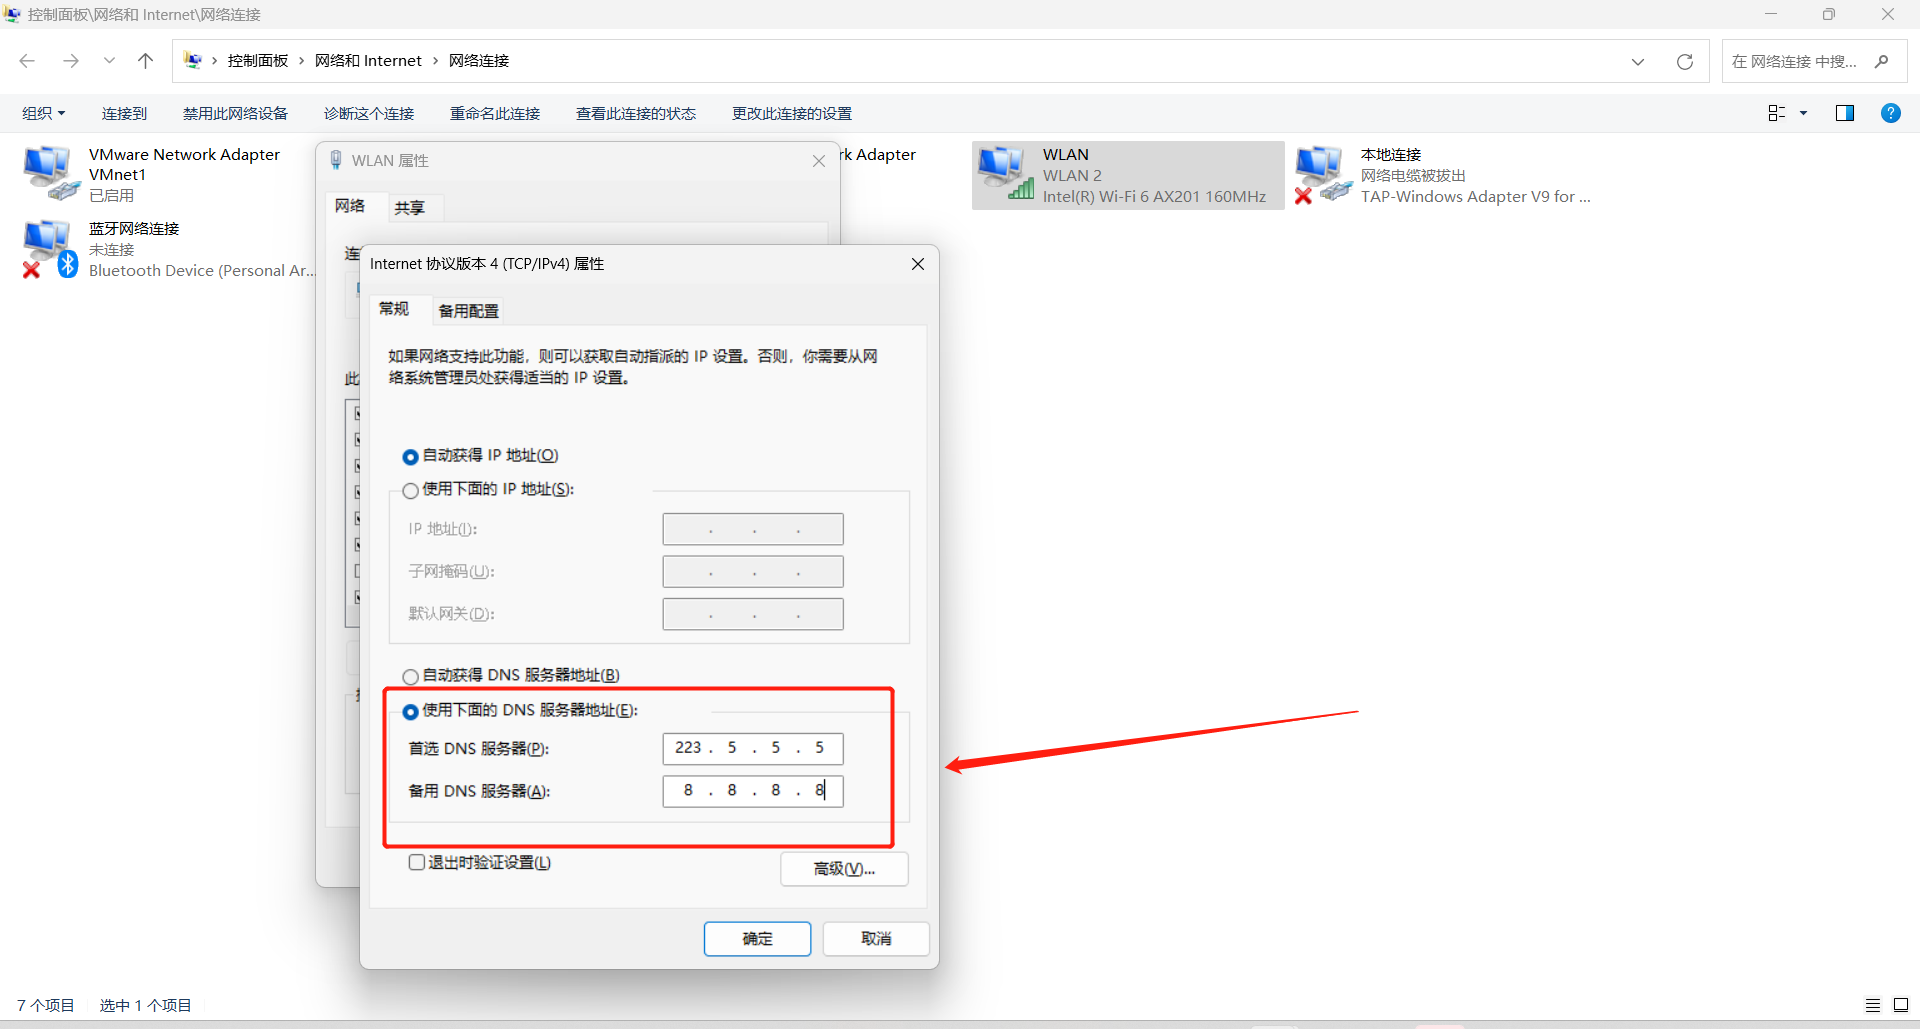 控制面板\网络和 Internet\网络连接
控制面板 › 网络和 Internet › 网络连接
在 网络连接 中搜...
组织 连接到 禁用此网络设备 诊断这个连接 重命名此连接 查看此连接的状态 更改此连接的设置
VMware Network Adapter
VMnet1
已启用
蓝牙网络连接
未连接
Bluetooth Device (Personal Ar...
rk Adapter
WLAN
WLAN 2
Intel(R) Wi-Fi 6 AX201 160MHz
本地连接
网络电缆被拔出
TAP-Windows Adapter V9 for ...
WLAN 属性
网络 共享
连
此
Internet 协议版本 4 (TCP/IPv4) 属性
常规 备用配置
如果网络支持此功能，则可以获取自动指派的 IP 设置。否则，你需要从网
络系统管理员处获得适当的 IP 设置。
自动获得 IP 地址(O)
使用下面的 IP 地址(S):
IP 地址(I): . . .
子网掩码(U): . . .
默认网关(D): . . .
自动获得 DNS 服务器地址(B)
使用下面的 DNS 服务器地址(E):
首选 DNS 服务器(P): 223 . 5 . 5 . 5
备用 DNS 服务器(A): 8 . 8 . 8 . 8
退出时验证设置(L)
高级(V)...
确定 取消
7 个项目 选中 1 个项目